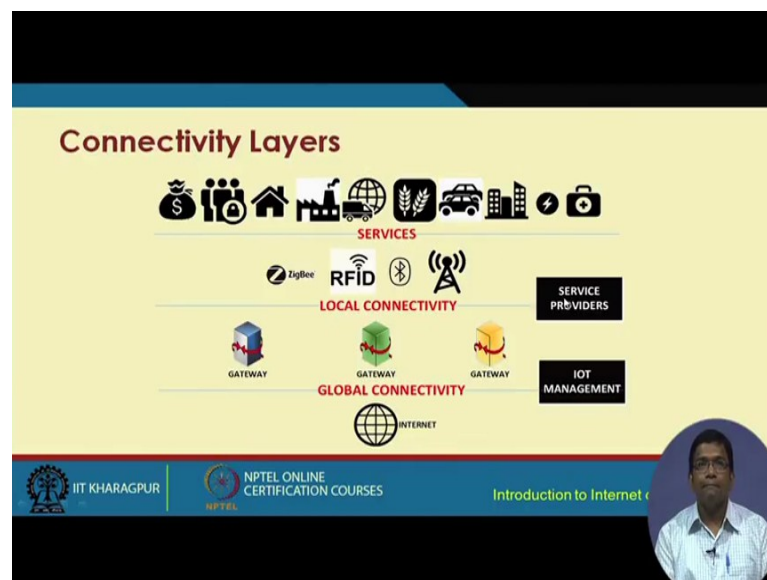 Connectivity Layers
$
SERVICES
ZigBee
RFiD
LOCAL CONNECTIVITY
SERVICE
PROVIDERS
GATEWAY
GATEWAY
GATEWAY
GLOBAL CONNECTIVITY
IOT
MANAGEMENT
INTERNET
IIT KHARAGPUR
NPTEL
NPTEL ONLINE
CERTIFICATION COURSES
Introduction to Internet